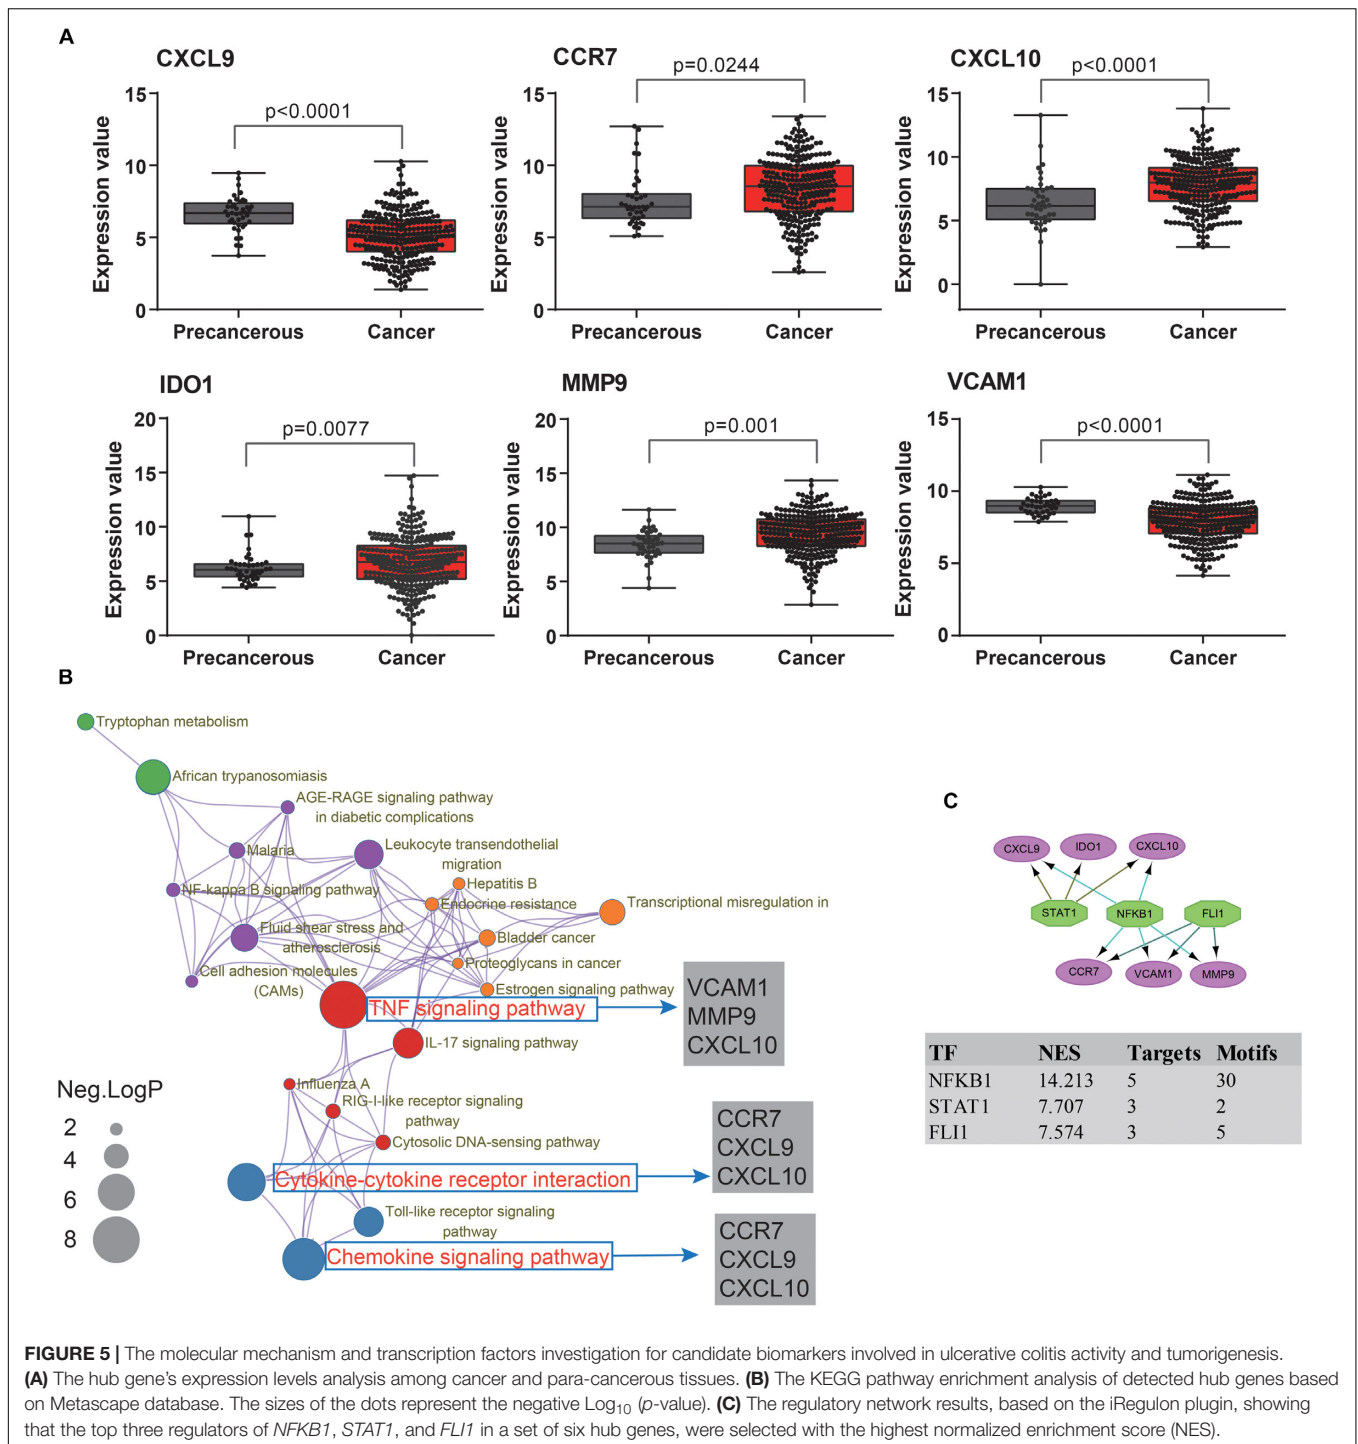 A
CXCL9
p<0.0001
Expression value
15
10
5
0
Precancerous
Cancer
CCR7
p=0.0244
Expression value
15
10
5
0
Precancerous
Cancer
CXCL10
p<0.0001
Expression value
15
10
5
0
Precancerous
Cancer
IDO1
p=0.0077
Expression value
20
15
10
5
0
Precancerous
Cancer
MMP9
p=0.001
Expression value
20
15
10
5
0
Precancerous
Cancer
VCAM1
p<0.0001
Expression value
15
10
5
0
Precancerous
Cancer
B
Tryptophan metabolism
African trypanosomiasis
AGE-RAGE signaling pathway
in diabetic complications
Malaria
Leukocyte transendothelial
migration
NF-kappa B signaling pathway
Hepatitis B
Endocrine resistance
Transcriptional misregulation in
Fluid shear stress and
atherosclerosis
Bladder cancer
Proteoglycans in cancer
Cell adhesion molecules
(CAMs)
Estrogen signaling pathway
TNF signaling pathway
VCAM1
MMP9
CXCL10
IL-17 signaling pathway
Influenza A
RIG-I-like receptor signaling
pathway
Cytosolic DNA-sensing pathway
Cytokine-cytokine receptor interaction
CCR7
CXCL9
CXCL10
Toll-like receptor signaling
pathway
Chemokine signaling pathway
CCR7
CXCL9
CXCL10
Neg.LogP
2
4
6
8
C
CXCL9
IDO1
CXCL10
STAT1
NFKB1
FLI1
CCR7
VCAM1
MMP9
TF NES Targets Motifs
NFKB1 14.213 5 30
STAT1 7.707 3 2
FLI1 7.574 3 5
FIGURE 5 | The molecular mechanism and transcription factors investigation for candidate biomarkers involved in ulcerative colitis activity and tumorigenesis.
(A) The hub gene's expression levels analysis among cancer and para-cancerous tissues. (B) The KEGG pathway enrichment analysis of detected hub genes based
on Metascape database. The sizes of the dots represent the negative Log10 (p-value). (C) The regulatory network results, based on the iRegulon plugin, showing
that the top three regulators of NFKB1, STAT1, and FLI1 in a set of six hub genes, were selected with the highest normalized enrichment score (NES).